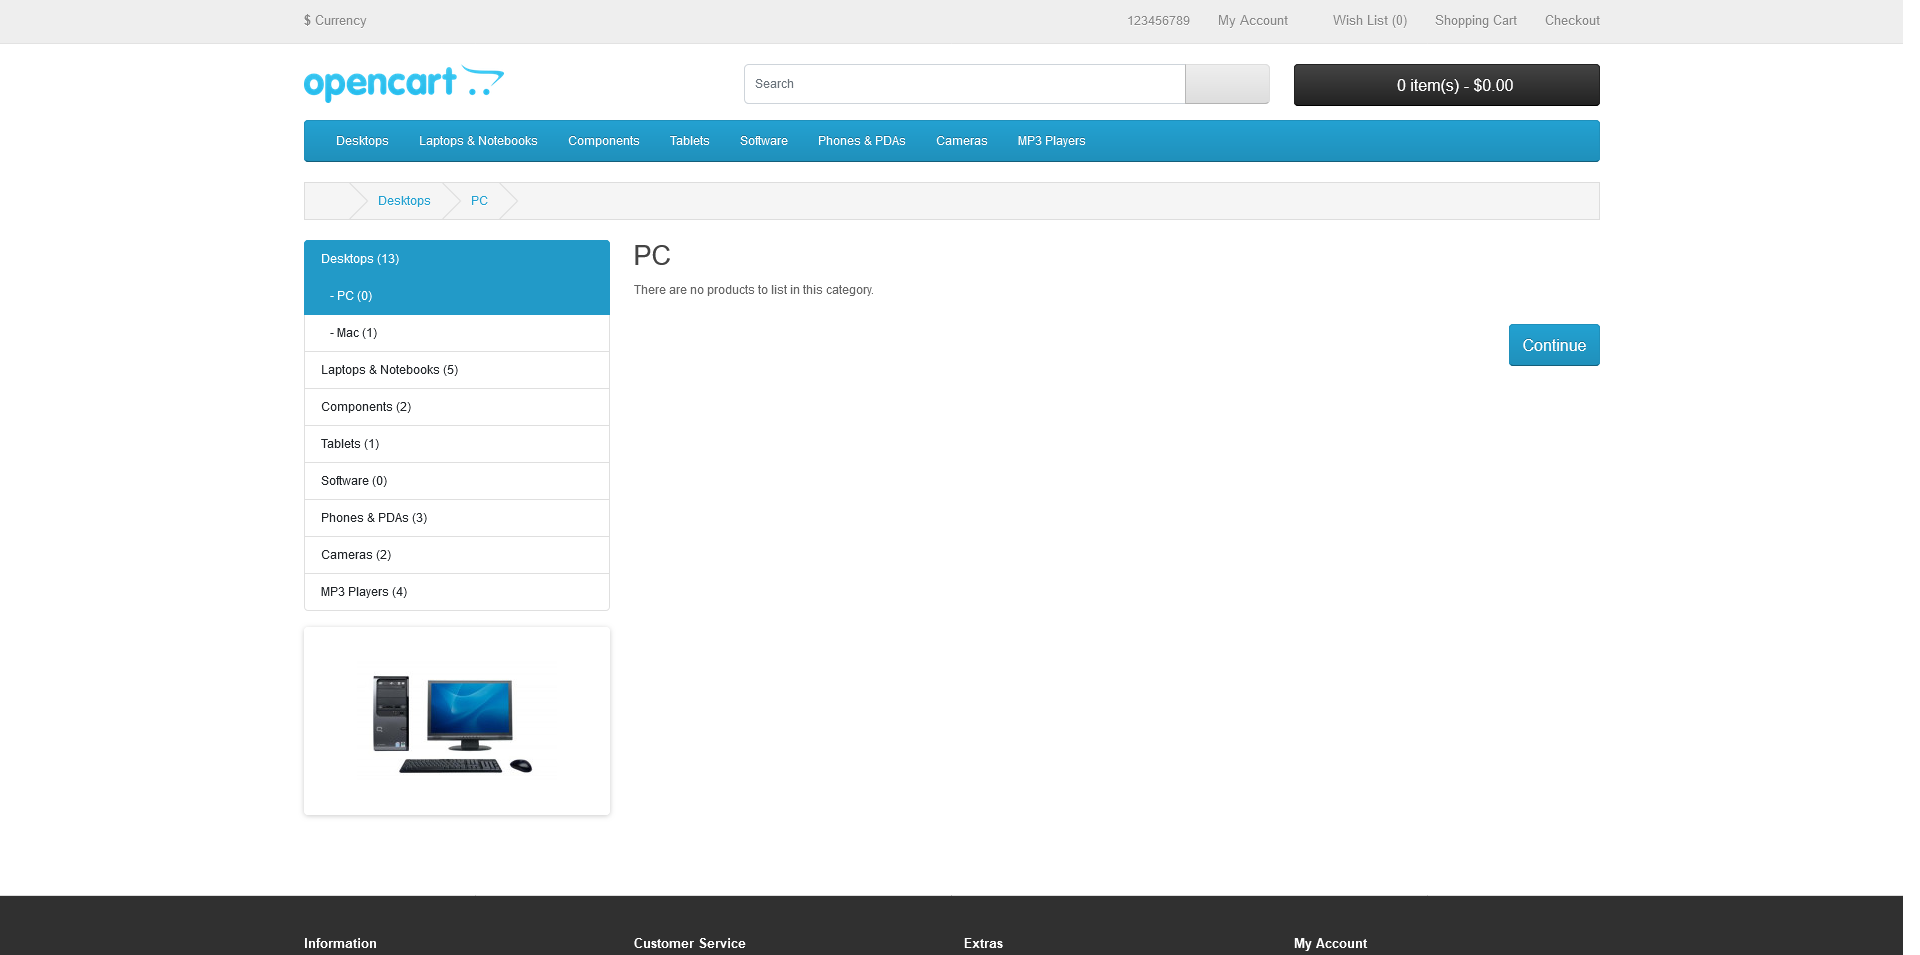 $ Currency
123456789 My Account Wish List (0) Shopping Cart Checkout
opencart
Search
0 item(s) - $0.00
Desktops Laptops & Notebooks Components Tablets Software Phones & PDAs Cameras MP3 Players
Desktops PC
Desktops (13)
- PC (0)
- Mac (1)
Laptops & Notebooks (5)
Components (2)
Tablets (1)
Software (0)
Phones & PDAs (3)
Cameras (2)
MP3 Players (4)
PC
There are no products to list in this category.
Continue
Information Customer Service Extras My Account